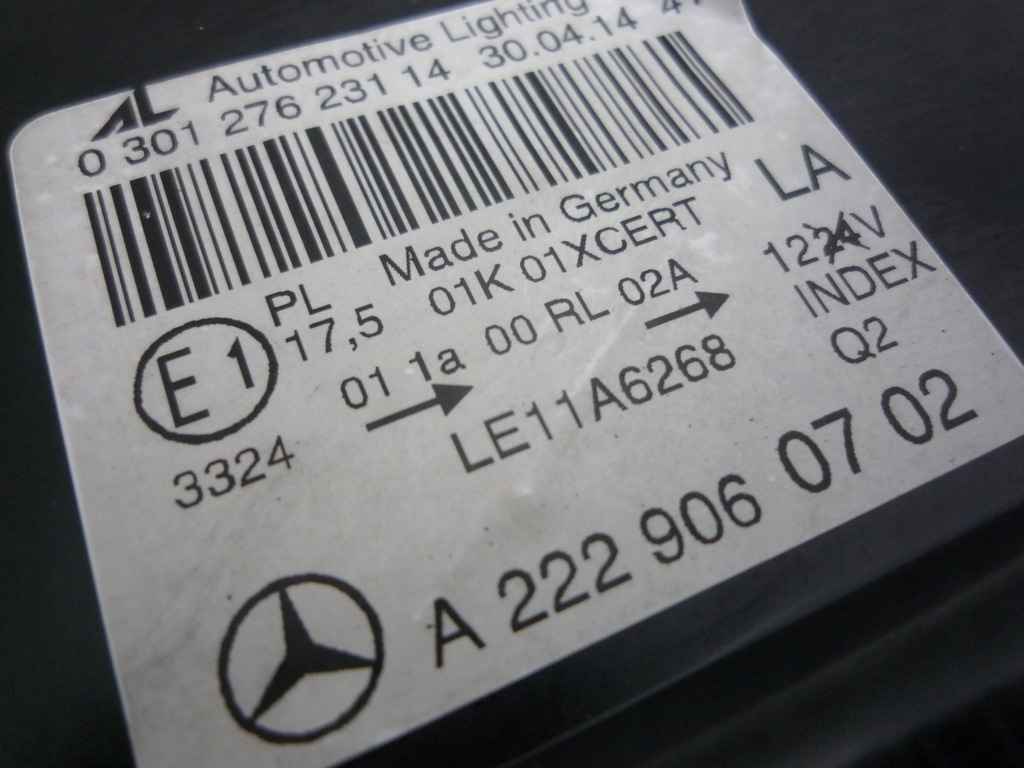 AL Automotive Lighting
0 301 276 231 14 30.04.14
Made in Germany LA
PL 01K 01XCERT
17,5
E 1
01 1a 00 RL 02A
1224V
INDEX
Q2
LE11A6268
3324
A 222 906 07 02